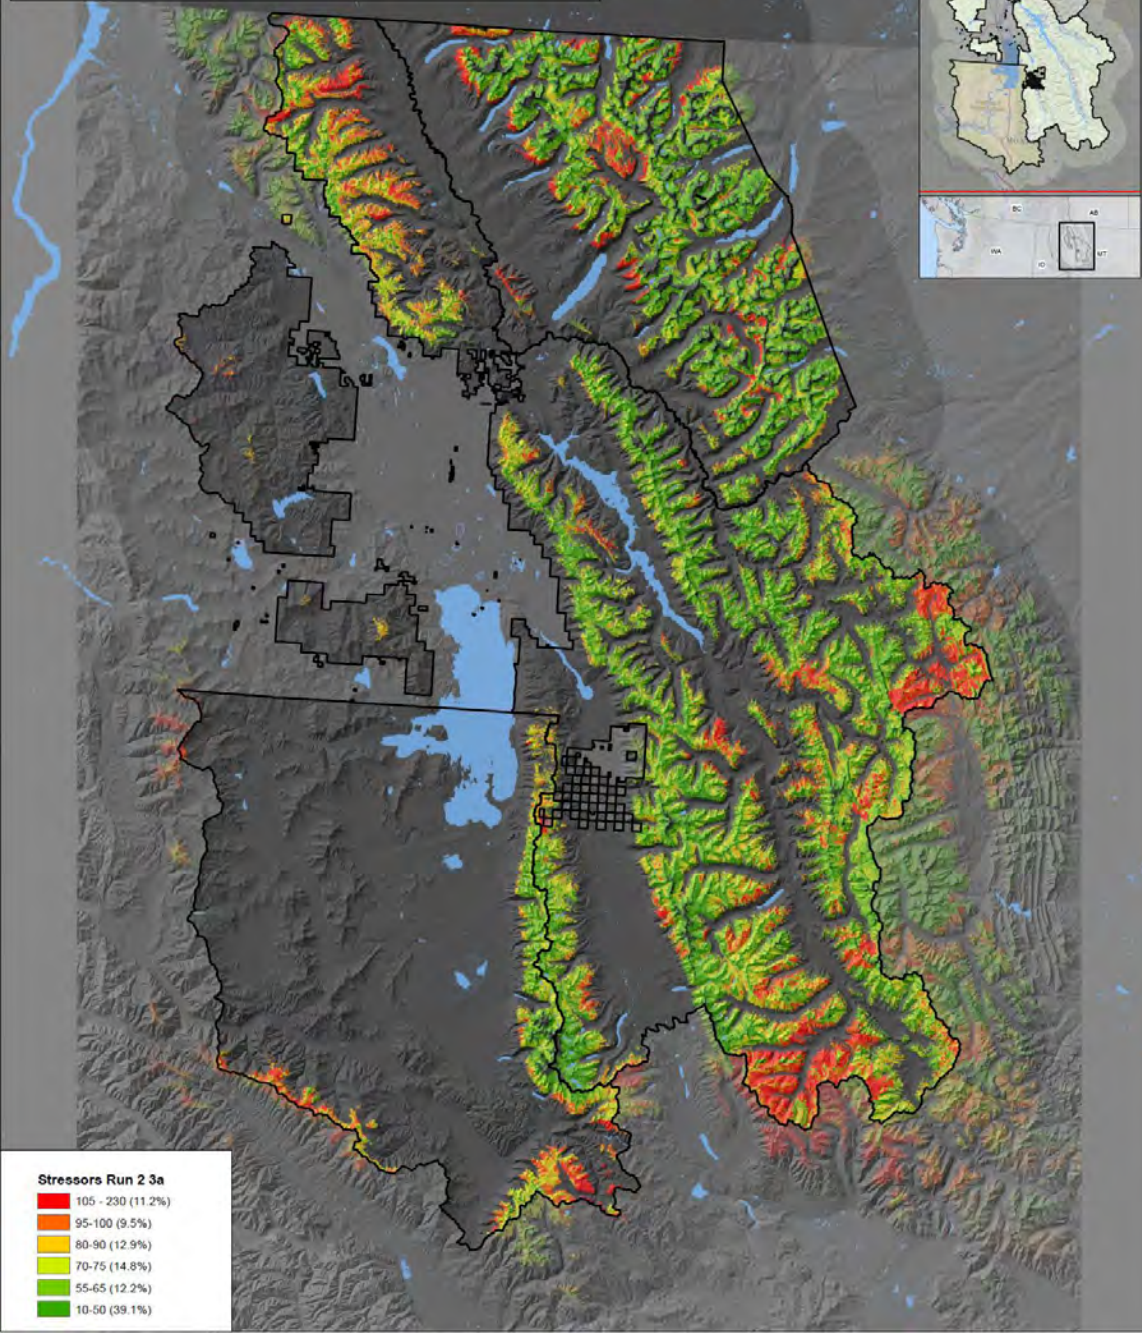 BC
AB
WA
ID
MT
Stressors Run 2 3a
105 - 230 (11.2%)
95-100 (9.5%)
80-90 (12.9%)
70-75 (14.8%)
55-65 (12.2%)
10-50 (39.1%)